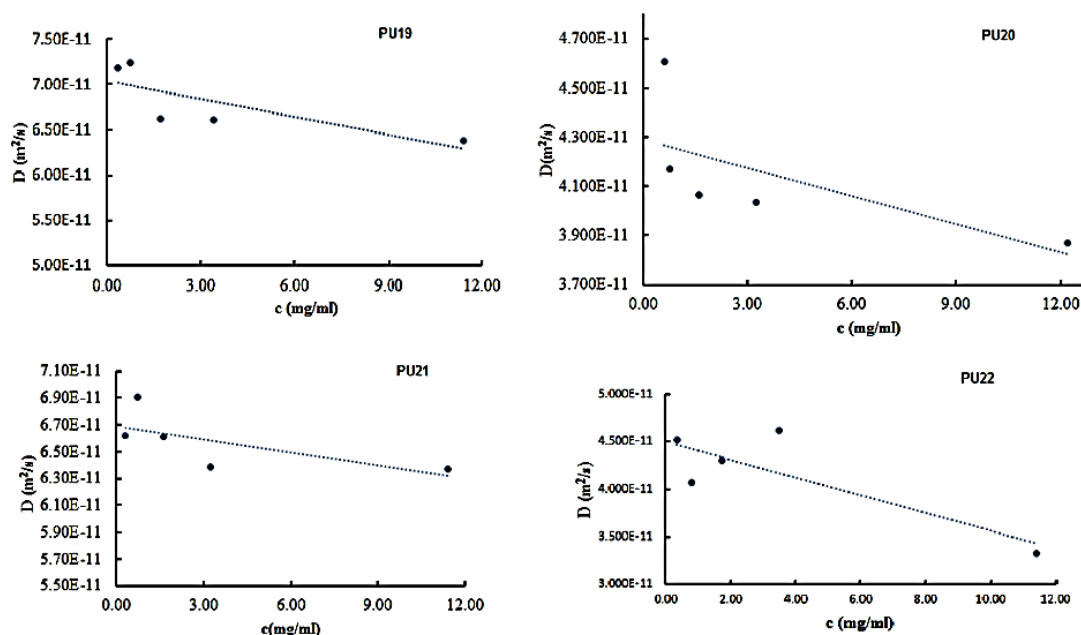 PU19
7.50E-11
7.00E-11
6.50E-11
6.00E-11
5.50E-11
5.00E-11
D (m²/s)
0.00 3.00 6.00 9.00 12.00
c (mg/ml)
PU20
4.700E-11
4.500E-11
4.300E-11
4.100E-11
3.900E-11
3.700E-11
D(m²/s)
0.00 3.00 6.00 9.00 12.00
c (mg/ml)
PU21
7.10E-11
6.90E-11
6.70E-11
6.50E-11
6.30E-11
6.10E-11
5.90E-11
5.70E-11
5.50E-11
D (m²/s)
0.00 3.00 6.00 9.00 12.00
c(mg/ml)
PU22
5.000E-11
4.500E-11
4.000E-11
3.500E-11
3.000E-11
D (m²/s)
0.00 2.00 4.00 6.00 8.00 10.00 12.00
c (mg/ml)